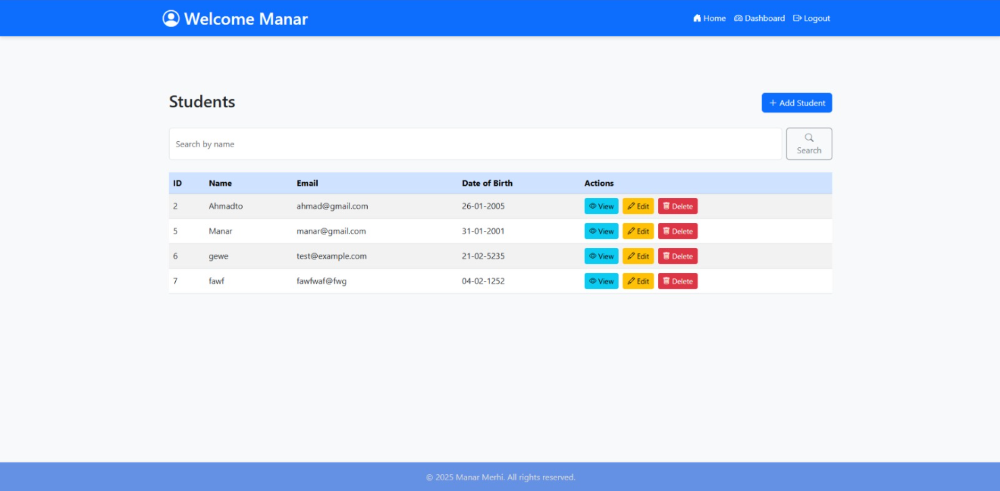 Welcome Manar
Home Dashboard Logout
Students
+ Add Student
Search by name
Search
ID Name Email Date of Birth Actions
2 Ahmadto ahmad@gmail.com 26-01-2005 View Edit Delete
5 Manar manar@gmail.com 31-01-2001 View Edit Delete
6 gewe test@example.com 21-02-5235 View Edit Delete
7 fawf fawfwaf@fwg 04-02-1252 View Edit Delete
© 2025 Manar Merhi. All rights reserved.